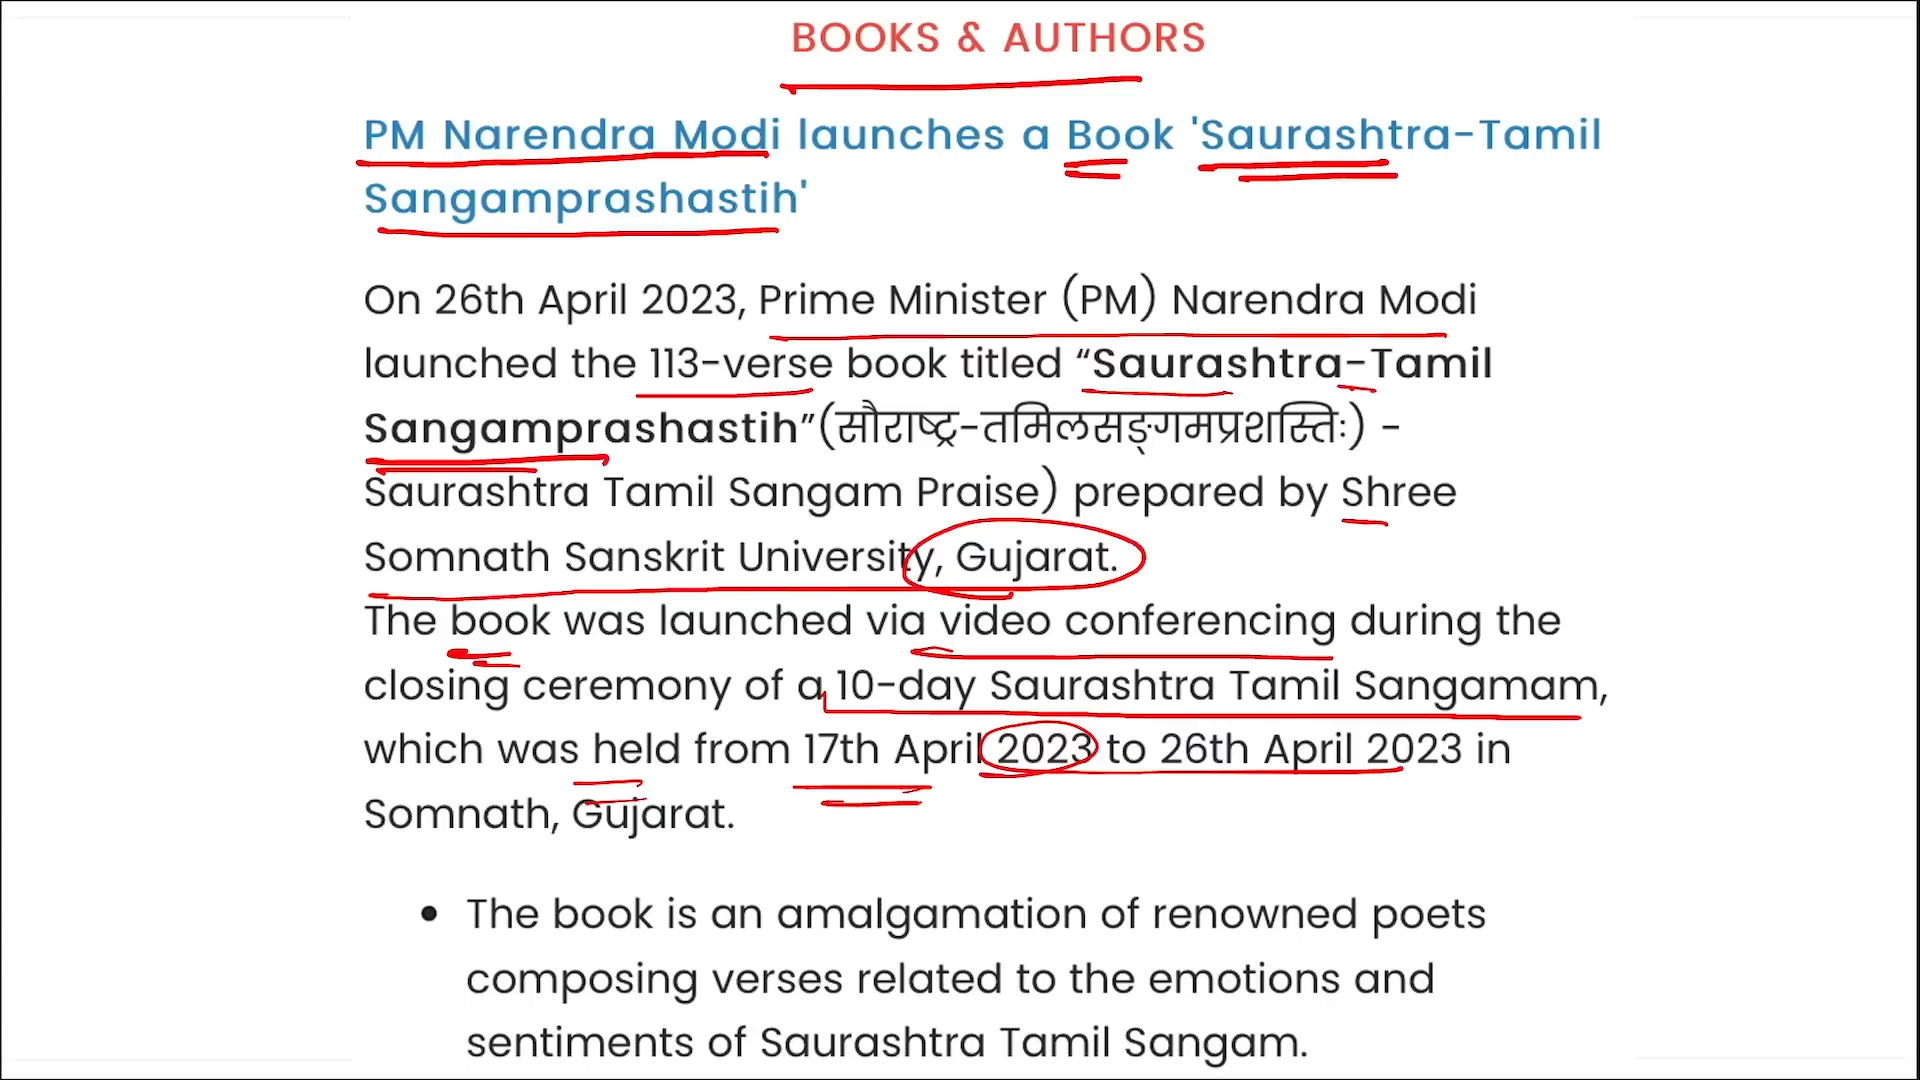 BOOKS & AUTHORS
PM Narendra Modi launches a Book 'Saurashtra-Tamil
Sangamprashastih'
On 26th April 2023, Prime Minister (PM) Narendra Modi
launched the 113-verse book titled “Saurashtra-Tamil
Sangamprashastih”(सौराष्ट्र-तमिलसङ्गमप्रशस्तिः) -
Saurashtra Tamil Sangam Praise) prepared by Shree
Somnath Sanskrit University, Gujarat.
The book was launched via video conferencing during the
closing ceremony of a 10-day Saurashtra Tamil Sangamam,
which was held from 17th April 2023 to 26th April 2023 in
Somnath, Gujarat.
• The book is an amalgamation of renowned poets
composing verses related to the emotions and
sentiments of Saurashtra Tamil Sangam.